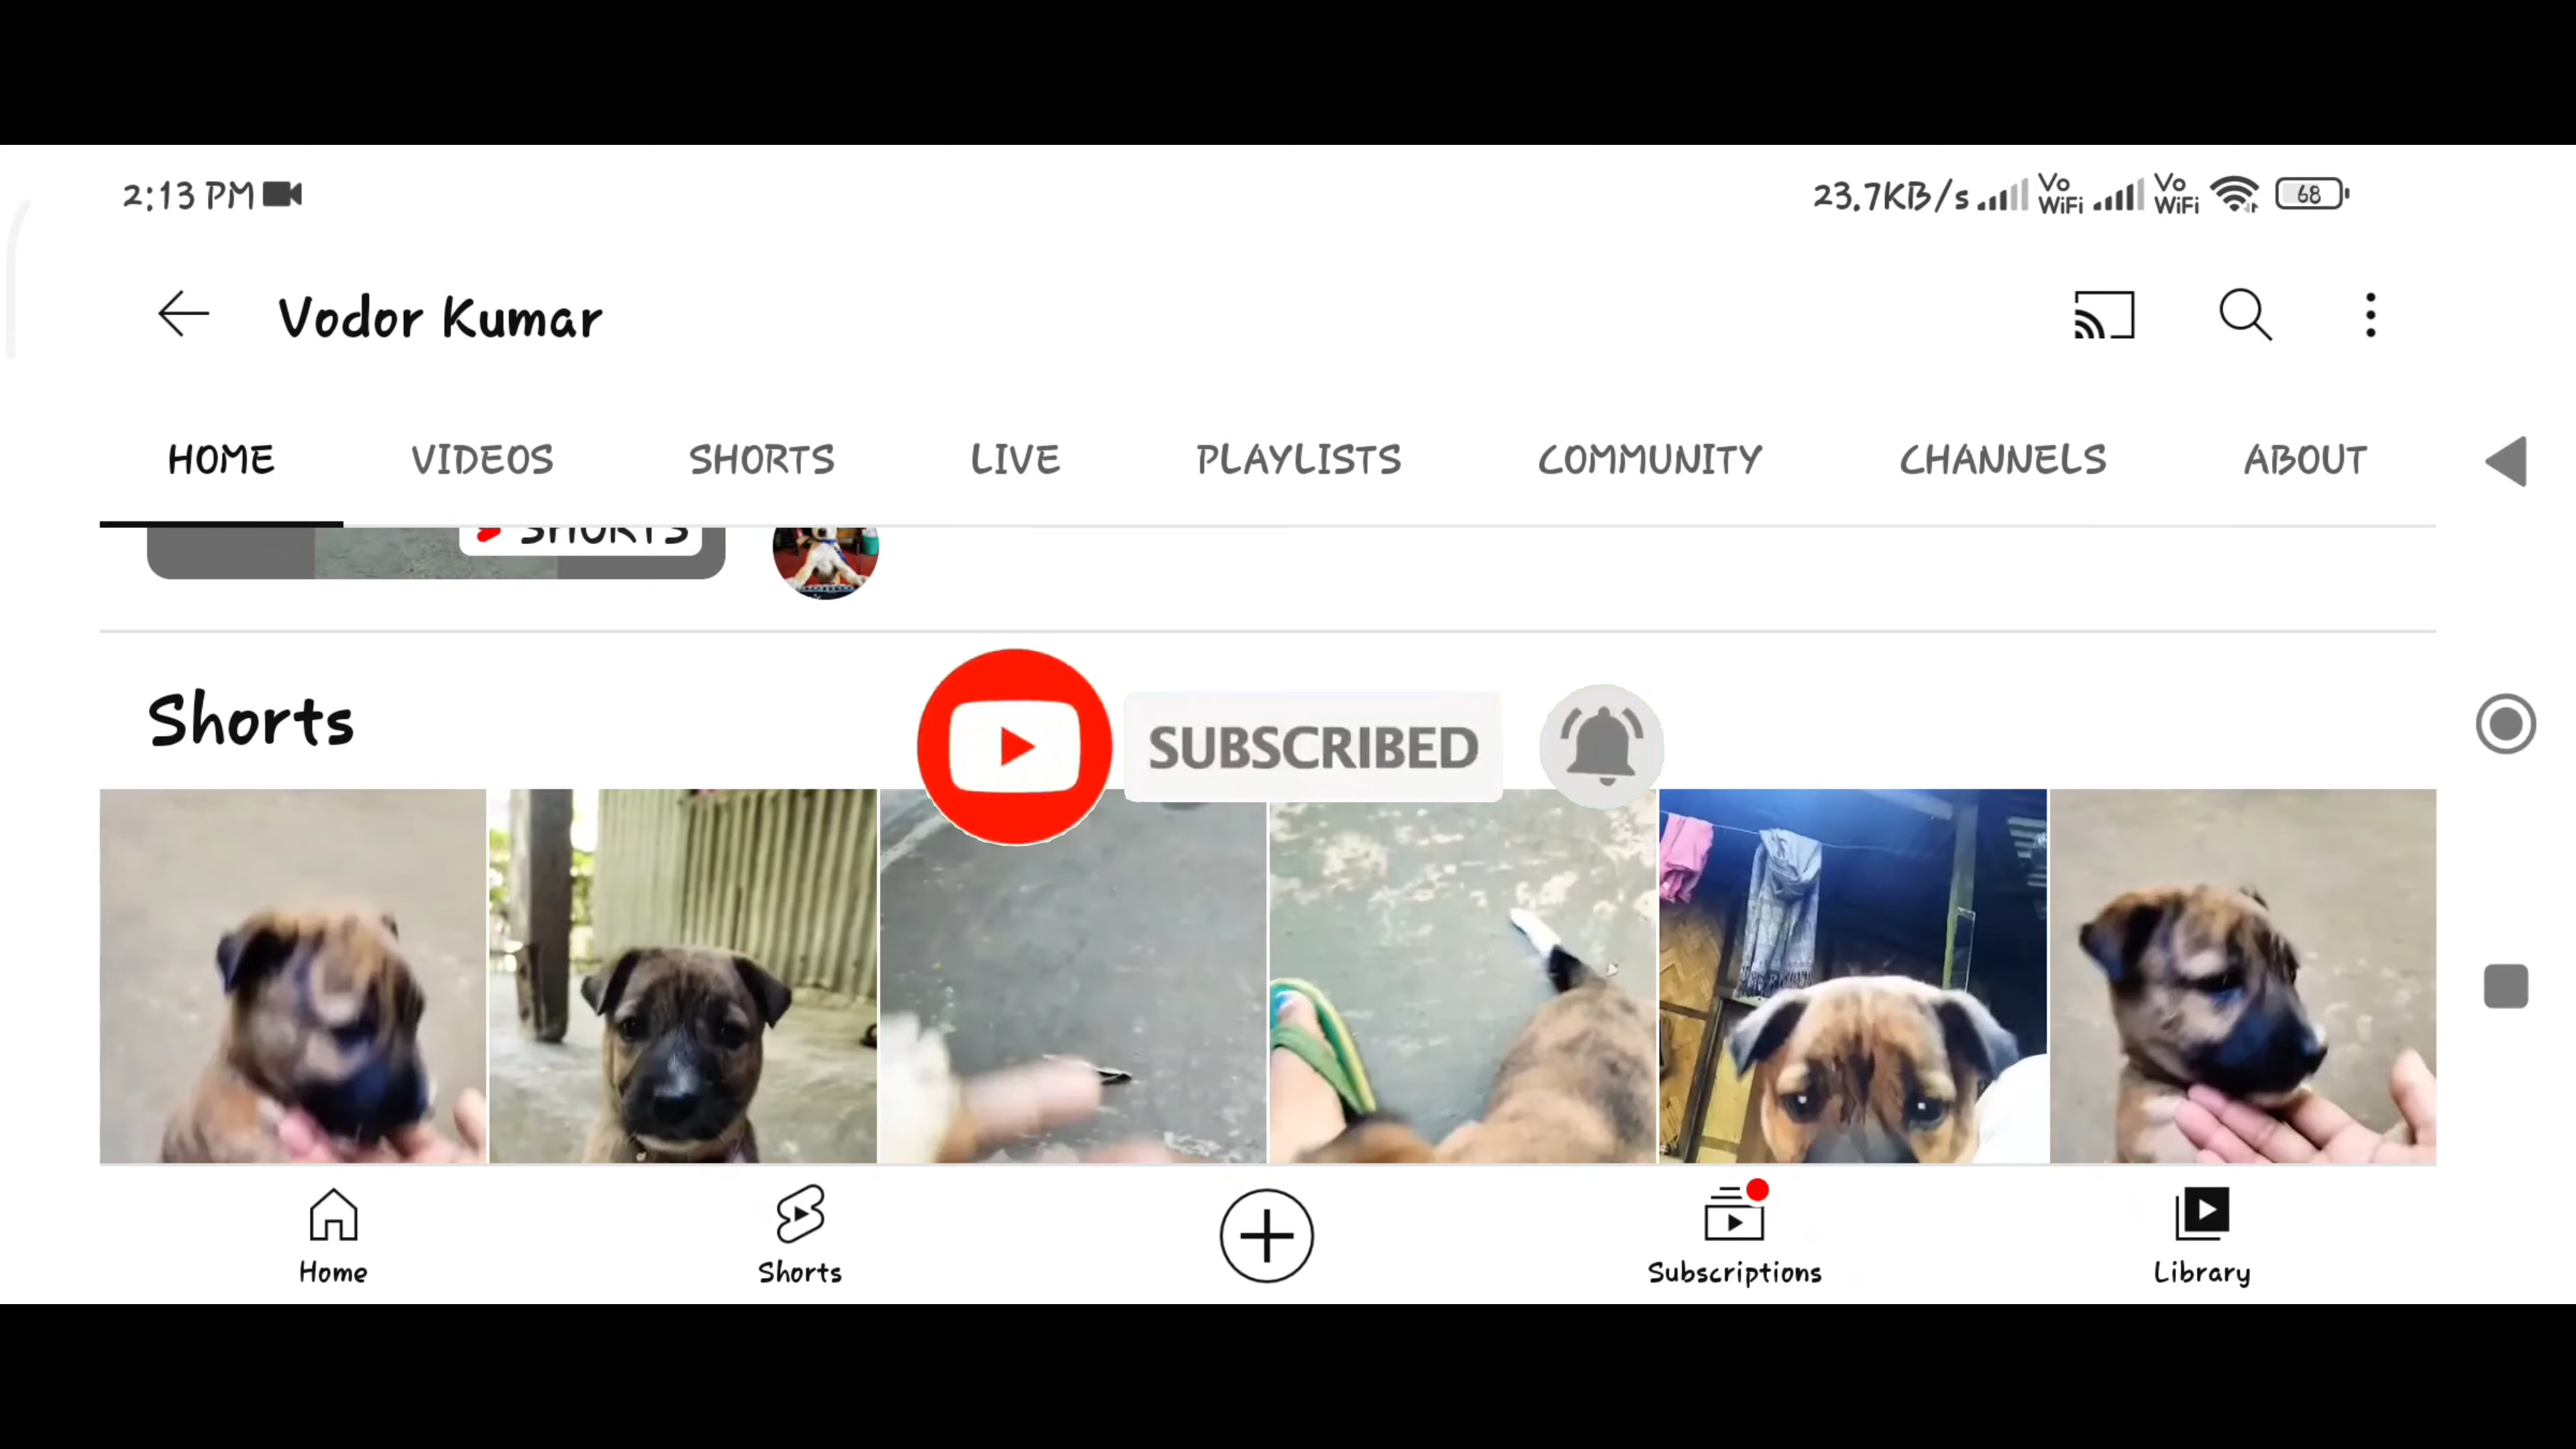 2:13 PM 23.7KB/s Vo WiFi Vo WiFi 68
Vodor Kumar
HOME VIDEOS SHORTS LIVE PLAYLISTS COMMUNITY CHANNELS ABOUT
SHORTS
Shorts
SUBSCRIBED
Home Shorts Subscriptions Library